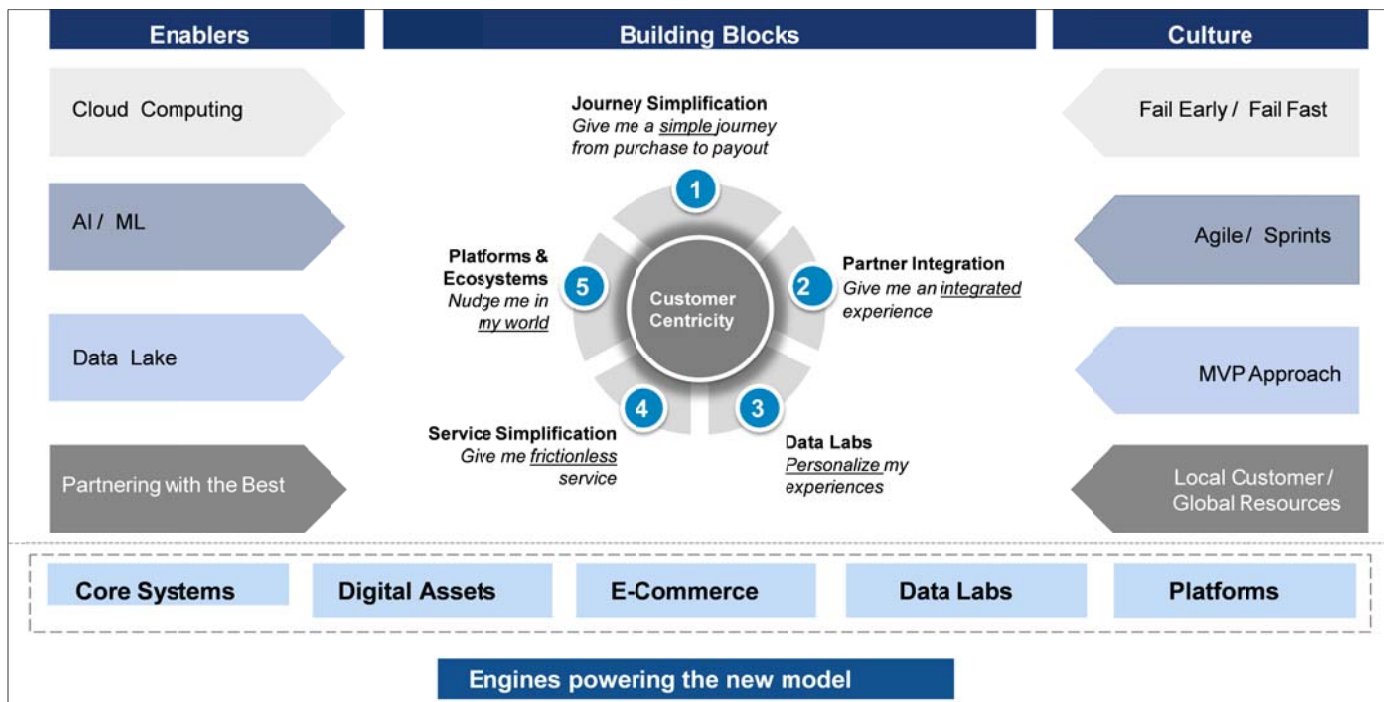 Enablers
Building Blocks
Culture
Cloud Computing
AI / ML
Data Lake
Partnering with the Best
Journey Simplification
Give me a simple journey
from purchase to payout
1
Partner Integration
Give me an integrated
experience
2
Data Labs
Personalize my
experiences
3
Service Simplification
Give me frictionless
service
4
Platforms &
Ecosystems
Nudge me in
my world
5
Customer
Centricity
Fail Early / Fail Fast
Agile / Sprints
MVP Approach
Local Customer /
Global Resources
Core Systems
Digital Assets
E-Commerce
Data Labs
Platforms
Engines powering the new model